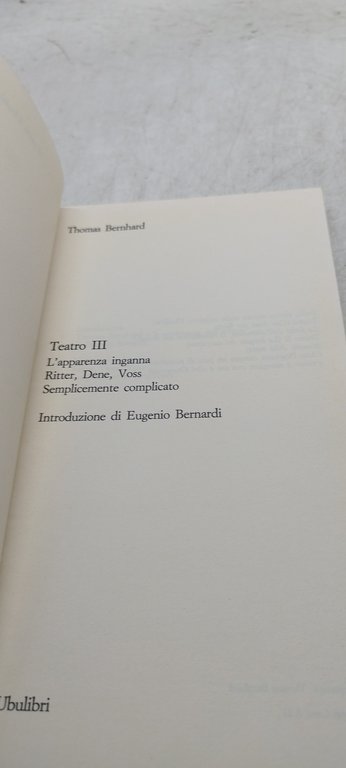 Thomas Bernhard
Teatro III
L'apparenza inganna
Ritter, Dene, Voss
Semplicemente complicato
Introduzione di Eugenio Bernardi
Ubulibri